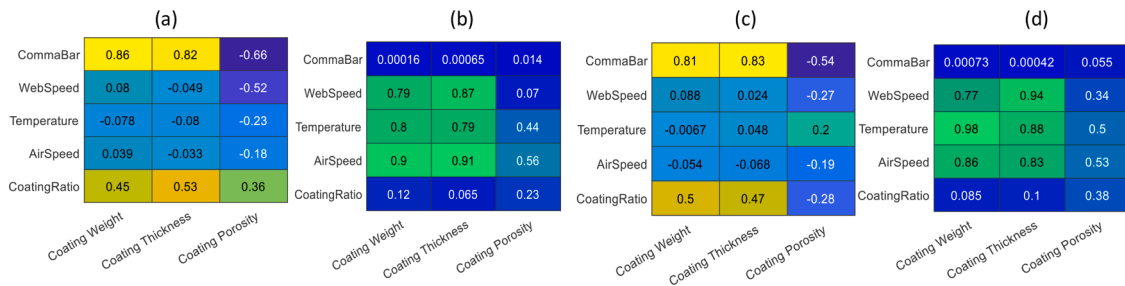 (a) (b) (c) (d)
CommaBar 0.86 0.82 -0.66
WebSpeed 0.08 -0.049 -0.52
Temperature -0.078 -0.08 -0.23
AirSpeed 0.039 -0.033 -0.18
CoatingRatio 0.45 0.53 0.36
Coating Weight Coating Thickness Coating Porosity
CommaBar 0.00016 0.00065 0.014
WebSpeed 0.79 0.87 0.07
Temperature 0.8 0.79 0.44
AirSpeed 0.9 0.91 0.56
CoatingRatio 0.12 0.065 0.23
Coating Weight Coating Thickness Coating Porosity
CommaBar 0.81 0.83 -0.54
WebSpeed 0.088 0.024 -0.27
Temperature -0.0067 0.048 0.2
AirSpeed -0.054 -0.068 -0.19
CoatingRatio 0.5 0.47 -0.28
Coating Weight Coating Thickness Coating Porosity
CommaBar 0.00073 0.00042 0.055
WebSpeed 0.77 0.94 0.34
Temperature 0.98 0.88 0.5
AirSpeed 0.86 0.83 0.53
CoatingRatio 0.085 0.1 0.38
Coating Weight Coating Thickness Coating Porosity